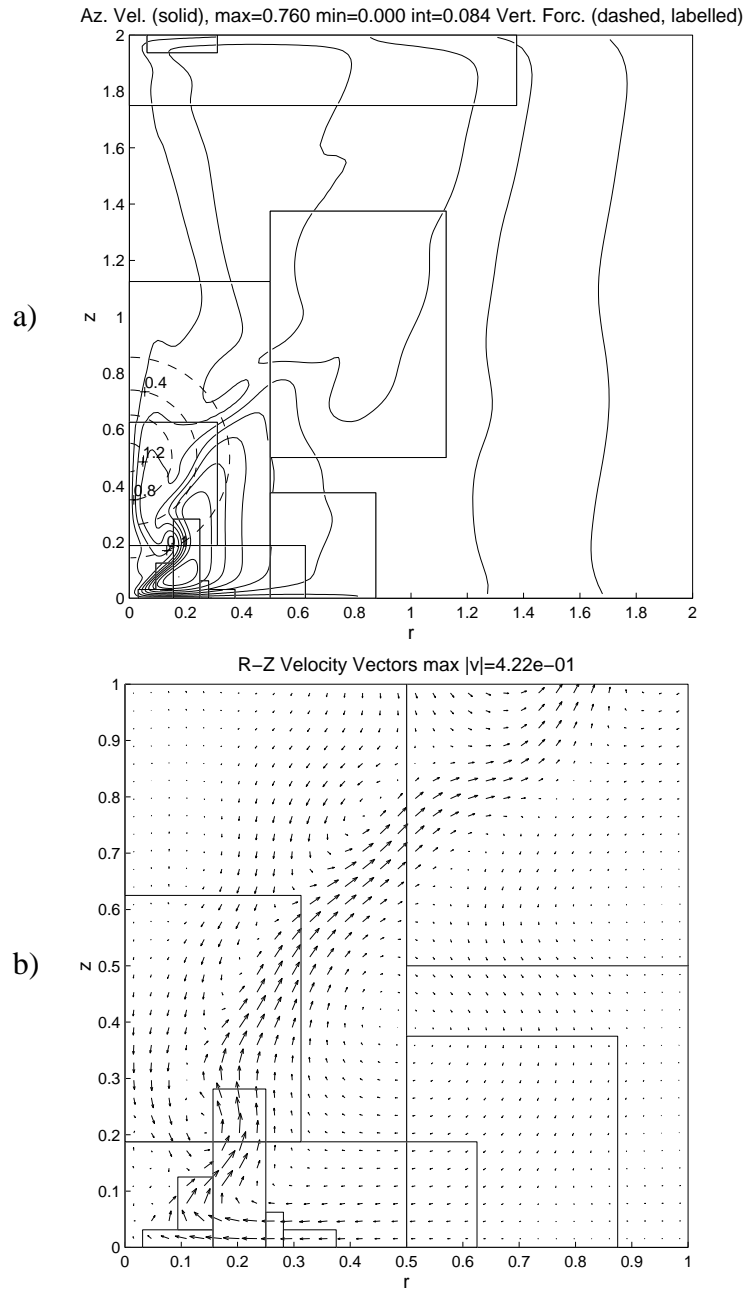 Az. Vel. (solid), max=0.760 min=0.000 int=0.084 Vert. Forc. (dashed, labelled)
2
1.8
1.6
1.4
1.2
1
0.8
0.6
0.4
0.2
0
z
a)
0.4
1.2
0.8
0 0.2 0.4 0.6 0.8 1 1.2 1.4 1.6 1.8 2
r
R−Z Velocity Vectors max |v|=4.22e−01
1
0.9
0.8
0.7
0.6
0.5
0.4
0.3
0.2
0.1
0
z
b)
0 0.1 0.2 0.3 0.4 0.5 0.6 0.7 0.8 0.9 1
r